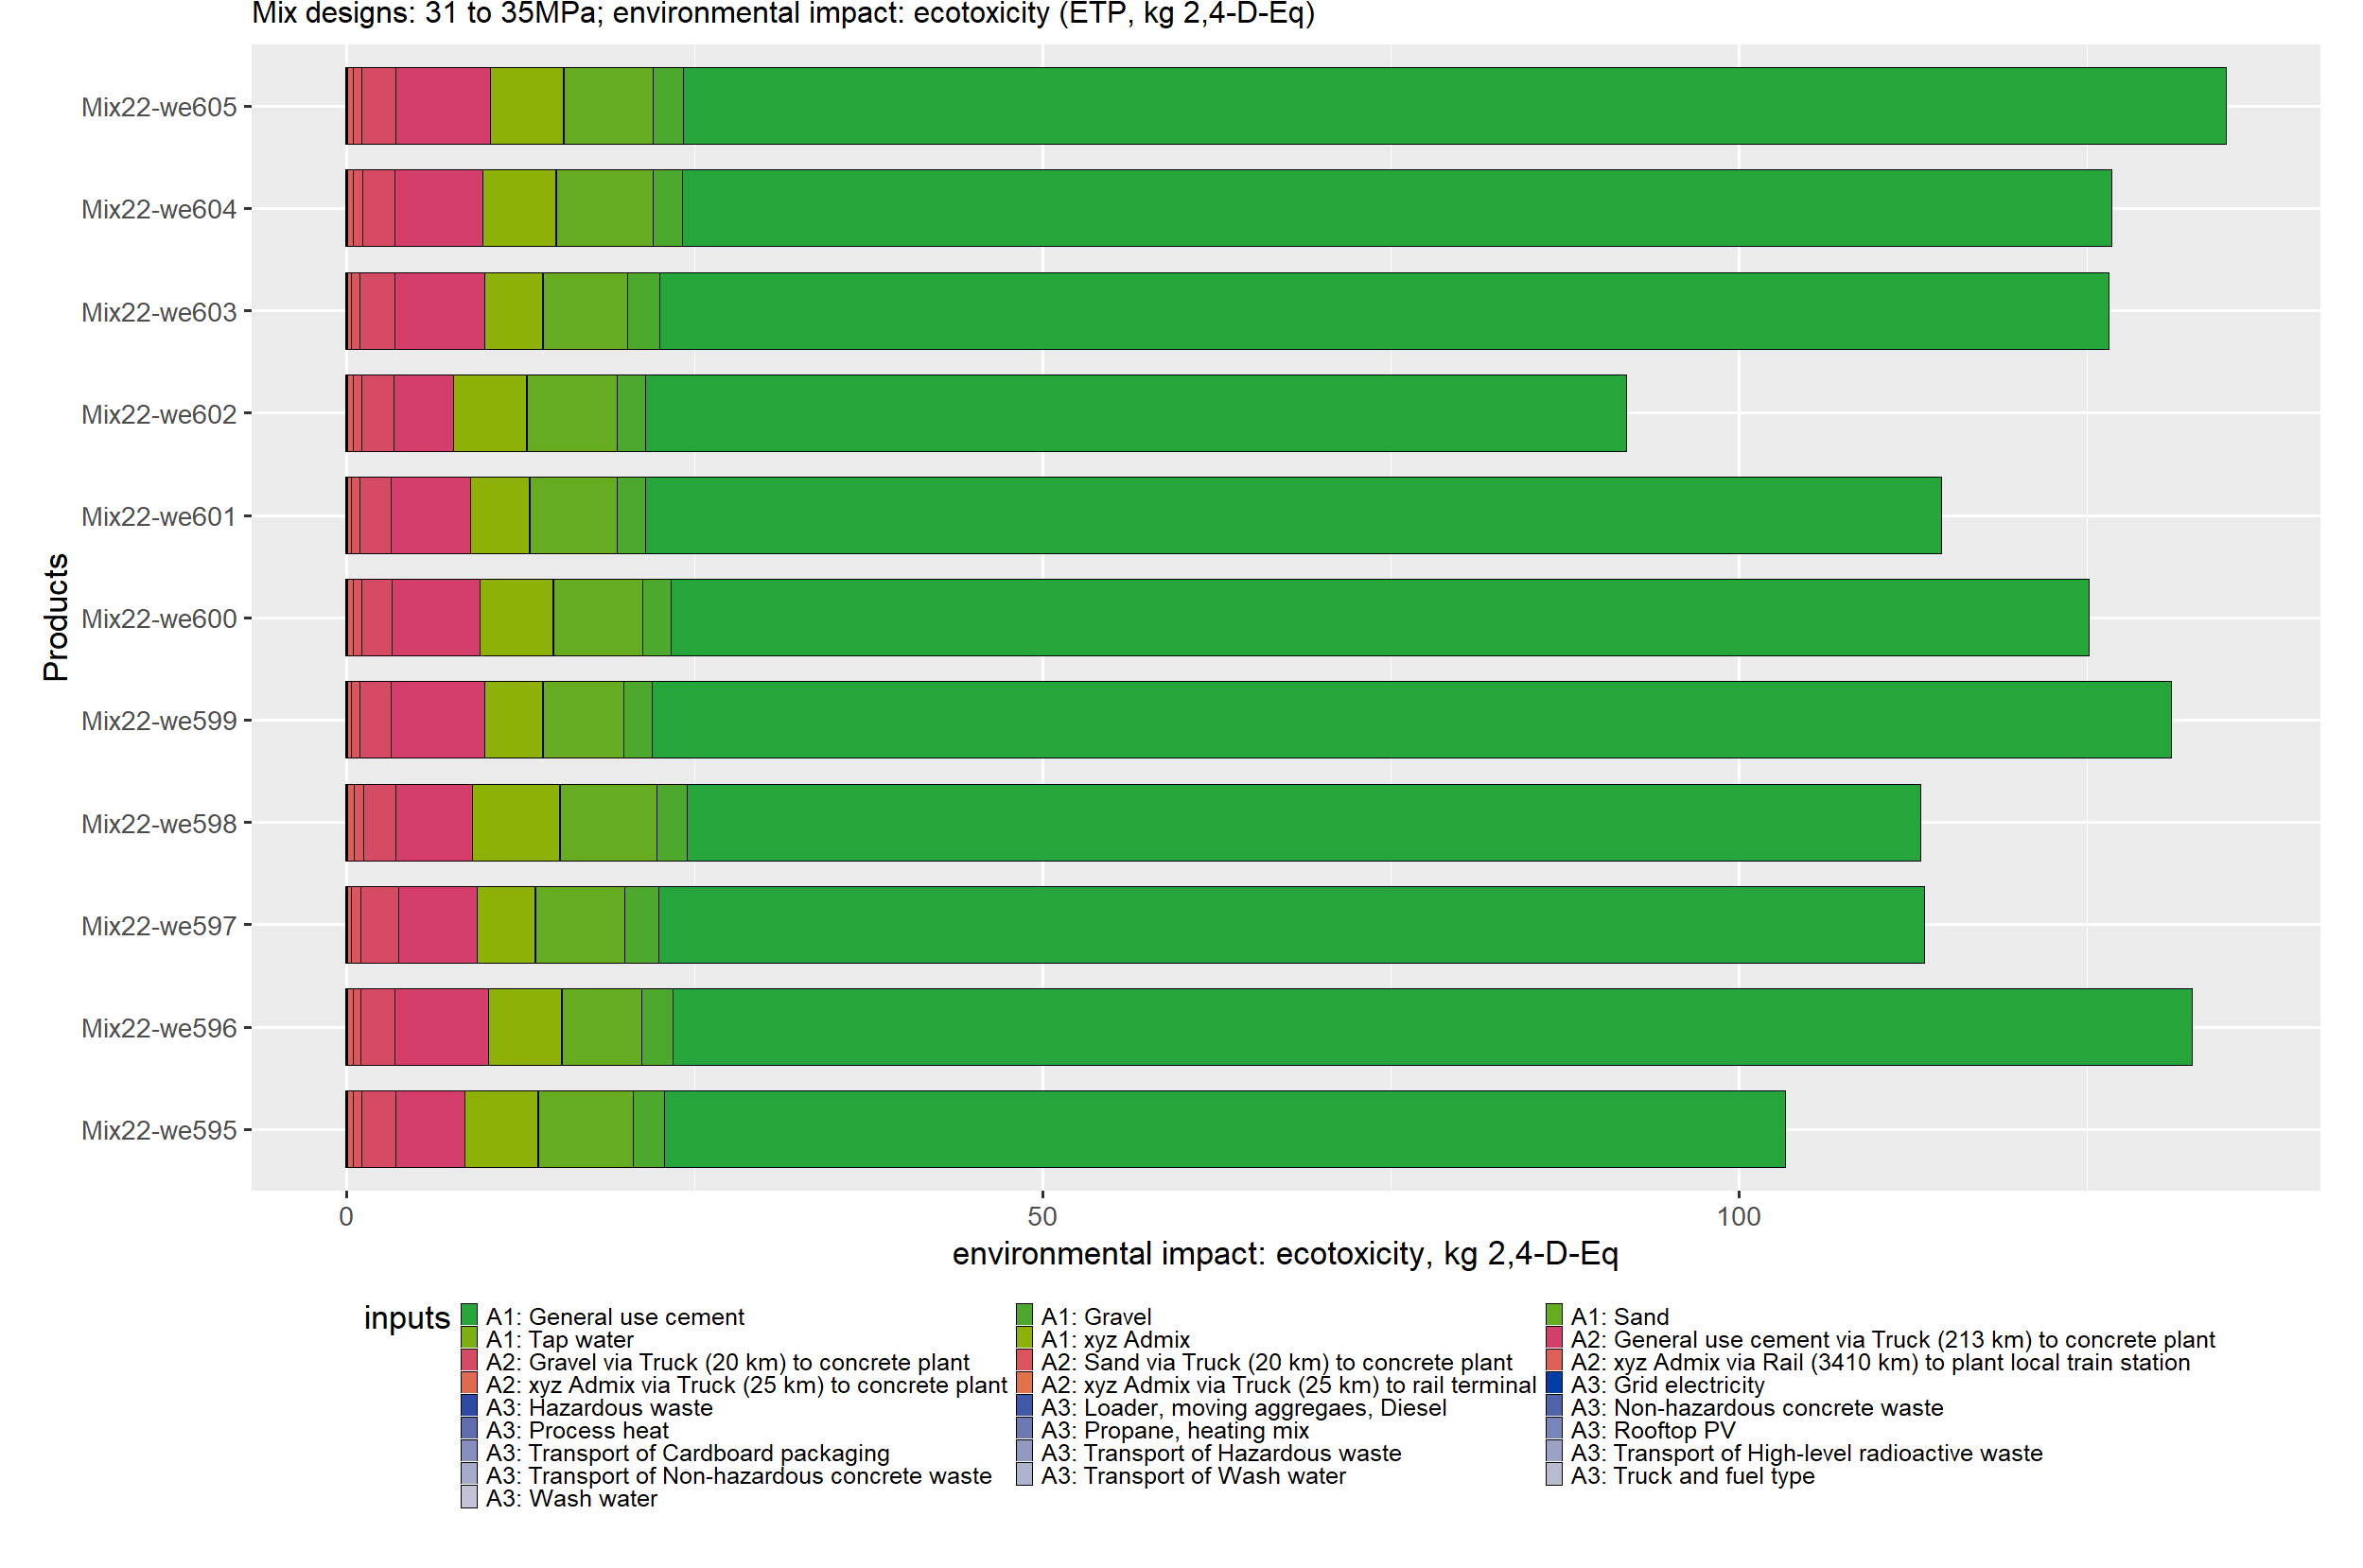 Mix designs: 31 to 35MPa; environmental impact: ecotoxicity (ETP, kg 2,4-D-Eq)
Mix22-we605
Mix22-we604
Mix22-we603
Mix22-we602
Mix22-we601
Mix22-we600
Mix22-we599
Mix22-we598
Mix22-we597
Mix22-we596
Mix22-we595
Products
0 50 100
environmental impact: ecotoxicity, kg 2,4-D-Eq
inputs
A1: General use cement A1: Gravel A1: Sand
A1: Tap water A1: xyz Admix A2: General use cement via Truck (213 km) to concrete plant
A2: Gravel via Truck (20 km) to concrete plant A2: Sand via Truck (20 km) to concrete plant A2: xyz Admix via Rail (3410 km) to plant local train station
A2: xyz Admix via Truck (25 km) to concrete plant A2: xyz Admix via Truck (25 km) to rail terminal A3: Grid electricity
A3: Hazardous waste A3: Loader, moving aggregaes, Diesel A3: Non-hazardous concrete waste
A3: Process heat A3: Propane, heating mix A3: Rooftop PV
A3: Transport of Cardboard packaging A3: Transport of Hazardous waste A3: Transport of High-level radioactive waste
A3: Transport of Non-hazardous concrete waste A3: Transport of Wash water A3: Truck and fuel type
A3: Wash water